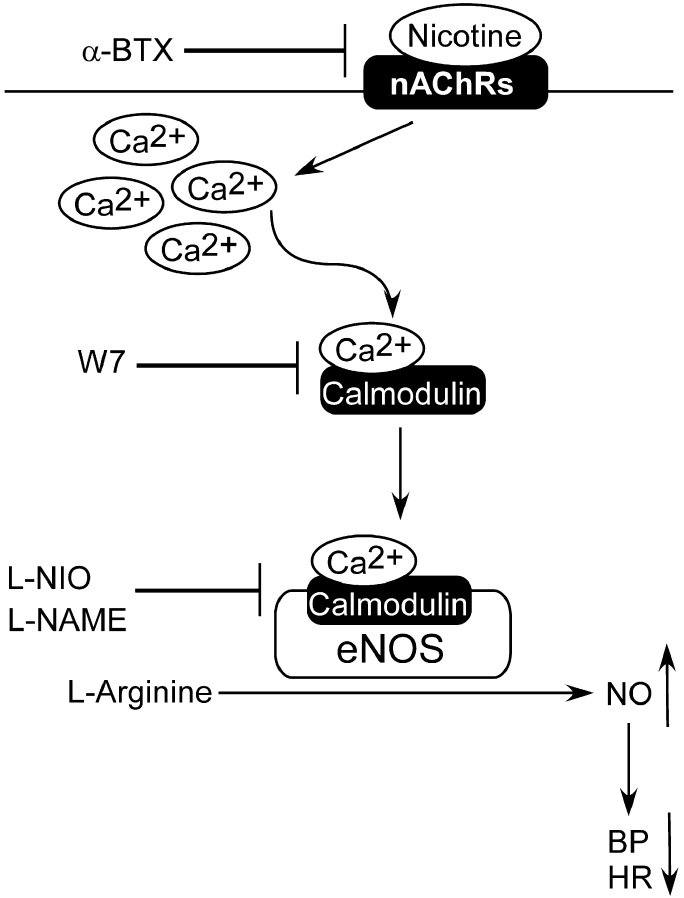 Nicotine
α-BTX
nAChRs
Ca2+
Ca2+
Ca2+
Ca2+
Ca2+
W7
Calmodulin
Ca2+
L-NIO
L-NAME
Calmodulin
eNOS
L-Arginine
NO
BP
HR